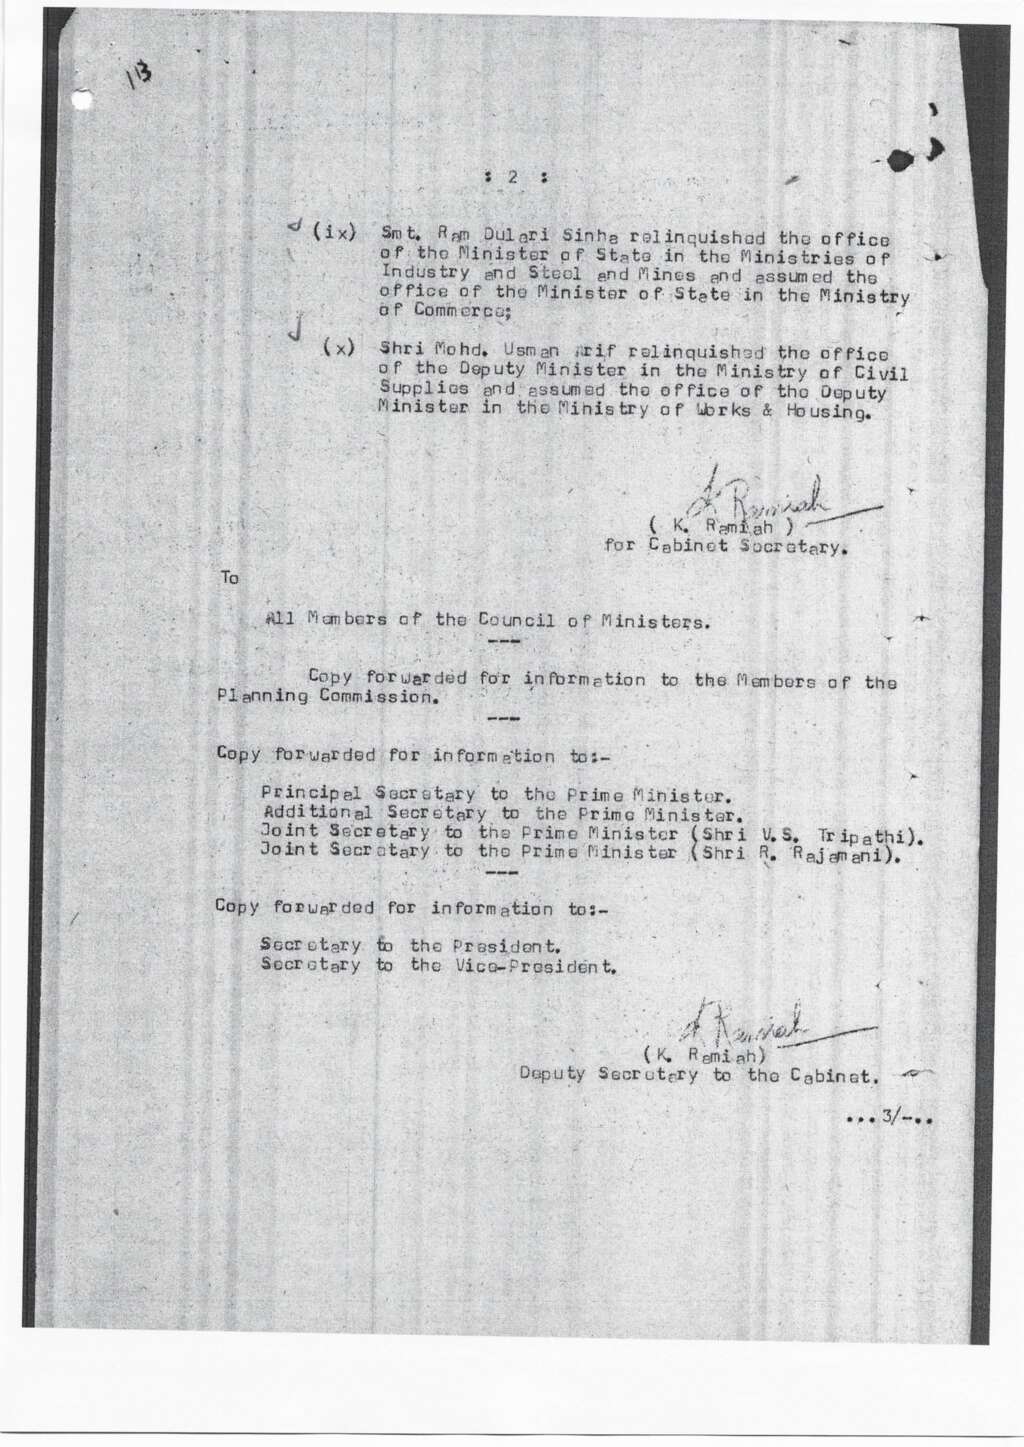 113
: 2 :
(ix) Smt. Ram Dulari Sinha relinquished the office
of the Minister of State in the Ministries of
Industry and Steel and Mines and assumed the
office of the Minister of State in the Ministry
of Commerce;
(x) Shri Mohd. Usman Arif relinquished the office
of the Deputy Minister in the Ministry of Civil
Supplies and assumed the office of the Deputy
Minister in the Ministry of Works & Housing.
K Ramiah
( K. Ramiah )
for Cabinet Secretary.
To
All Members of the Council of Ministers.
---
Copy forwarded for information to the Members of the
Planning Commission.
---
Copy forwarded for information to:-
Principal Secretary to the Prime Minister.
Additional Secretary to the Prime Minister.
Joint Secretary to the Prime Minister (Shri V.S. Tripathi).
Joint Secretary to the Prime Minister (Shri R. Rajamani).
---
Copy forwarded for information to:-
Secretary to the President.
Secretary to the Vice-President.
K Ramiah
(K. Ramiah)
Deputy Secretary to the Cabinet.
...3/-..